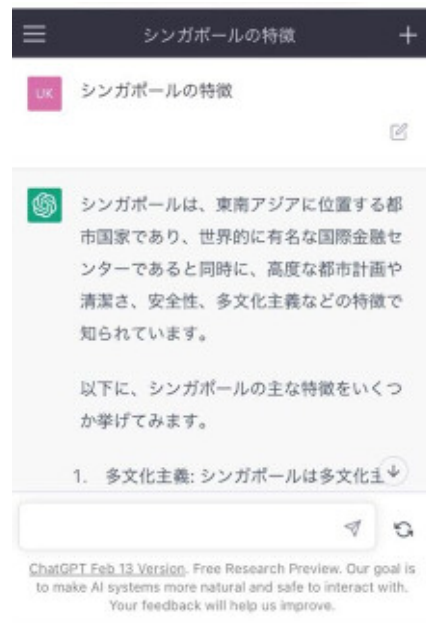 シンガポールの特徴
UK
シンガポールの特徴
シンガポールは、東南アジアに位置する都
市国家であり、世界的に有名な国際金融セ
ンターであると同時に、高度な都市計画や
清潔さ、安全性、多文化主義などの特徴で
知られています。
以下に、シンガポールの主な特徴をいくつ
か挙げてみます。
1. 多文化主義: シンガポールは多文化主
ChatGPT Feb 13 Version. Free Research Preview. Our goal is
to make AI systems more natural and safe to interact with.
Your feedback will help us improve.